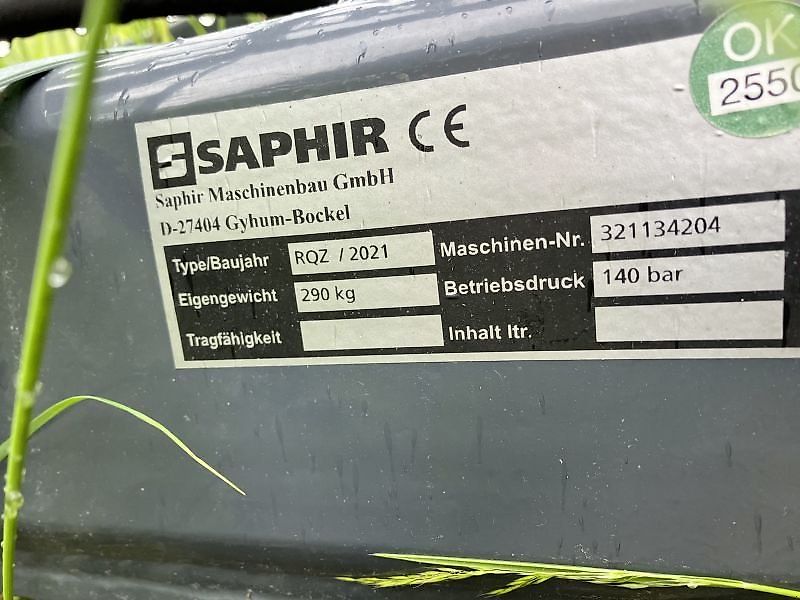 OK
2550
SAPHIR CE
Saphir Maschinenbau GmbH
D-27404 Gyhum-Bockel
Type/Baujahr RQZ / 2021 Maschinen-Nr. 321134204
Eigengewicht 290 kg Betriebsdruck 140 bar
Tragfähigkeit Inhalt ltr.